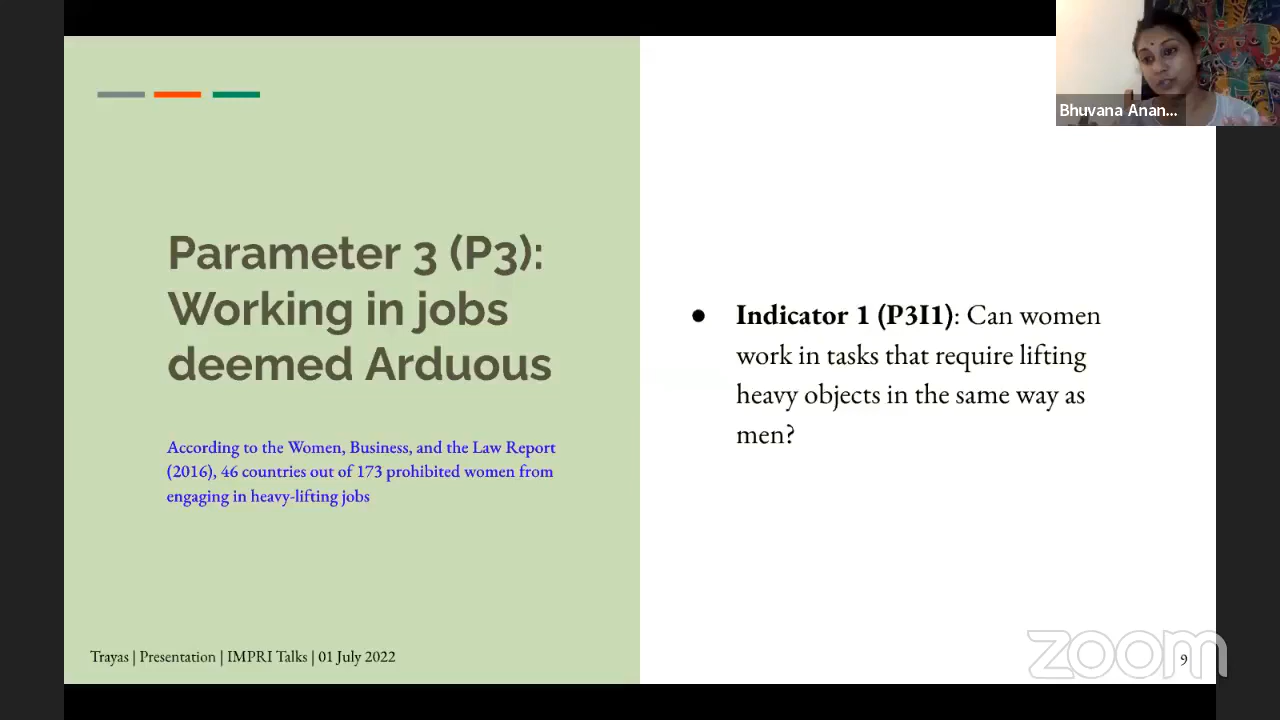 Bhuvana Anan...
Parameter 3 (P3):
Working in jobs
deemed Arduous
According to the Women, Business, and the Law Report
(2016), 46 countries out of 173 prohibited women from
engaging in heavy-lifting jobs
● Indicator 1 (P3I1): Can women
work in tasks that require lifting
heavy objects in the same way as
men?
Trayas | Presentation | IMPRI Talks | 01 July 2022
zoom
9